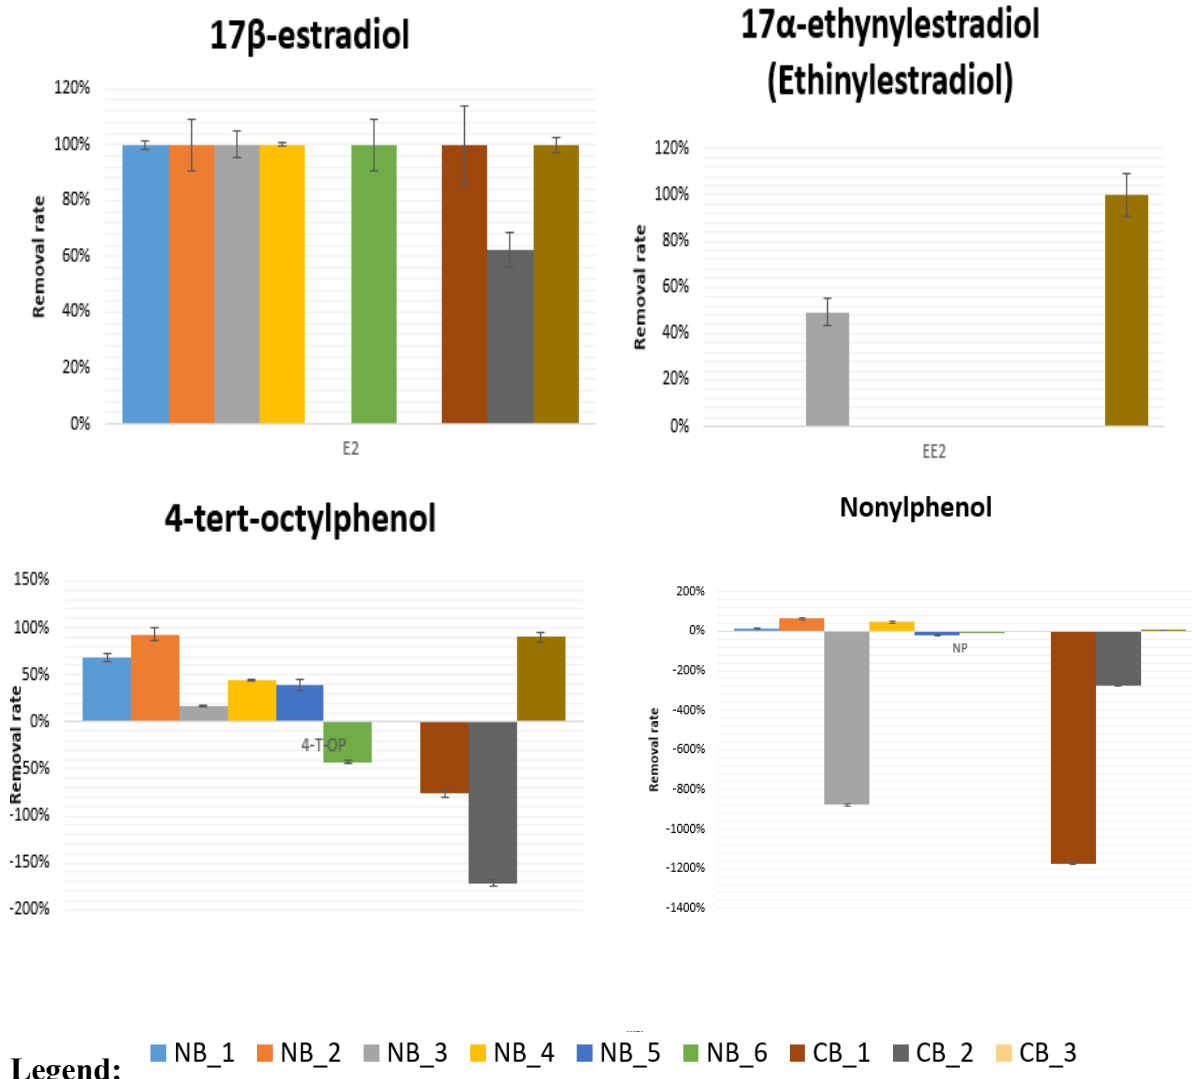 17β-estradiol
120%
100%
80%
60%
40%
20%
0%
Removal rate
E2
17α-ethynylestradiol
(Ethinylestradiol)
120%
100%
80%
60%
40%
20%
0%
Removal rate
EE2
4-tert-octylphenol
150%
100%
50%
0%
-50%
-100%
-150%
-200%
Removal rate
4-T-OP
Nonylphenol
200%
0%
-200%
-400%
-600%
-800%
-1000%
-1200%
-1400%
Removal rate
NP
Legend: NB_1 NB_2 NB_3 NB_4 NB_5 NB_6 CB_1 CB_2 CB_3